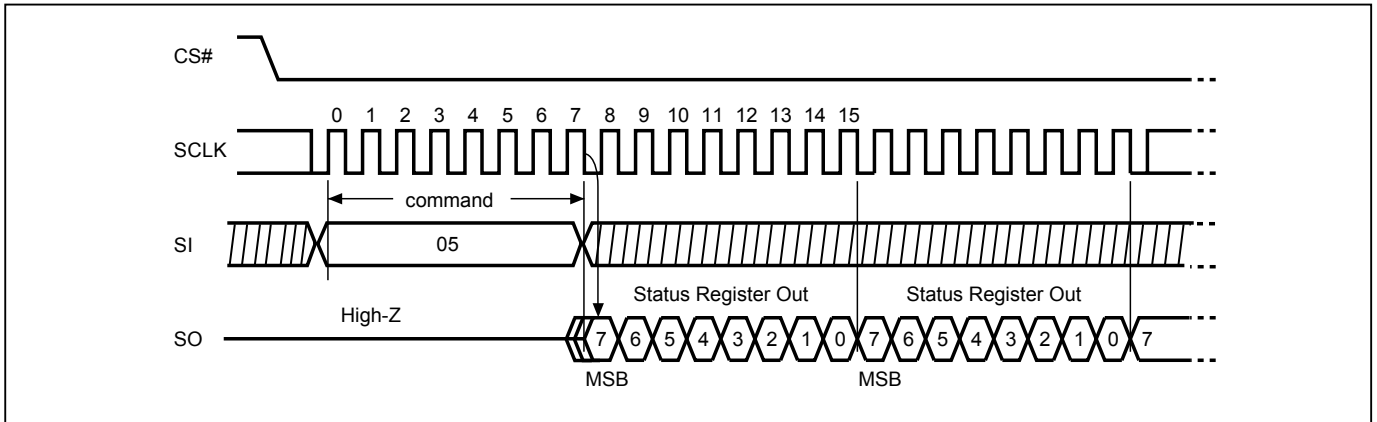 CS#
0 1 2 3 4 5 6 7 8 9 10 11 12 13 14 15
SCLK
command
SI
05
Status Register Out Status Register Out
High-Z
SO
7 6 5 4 3 2 1 0 7 6 5 4 3 2 1 0 7
MSB MSB